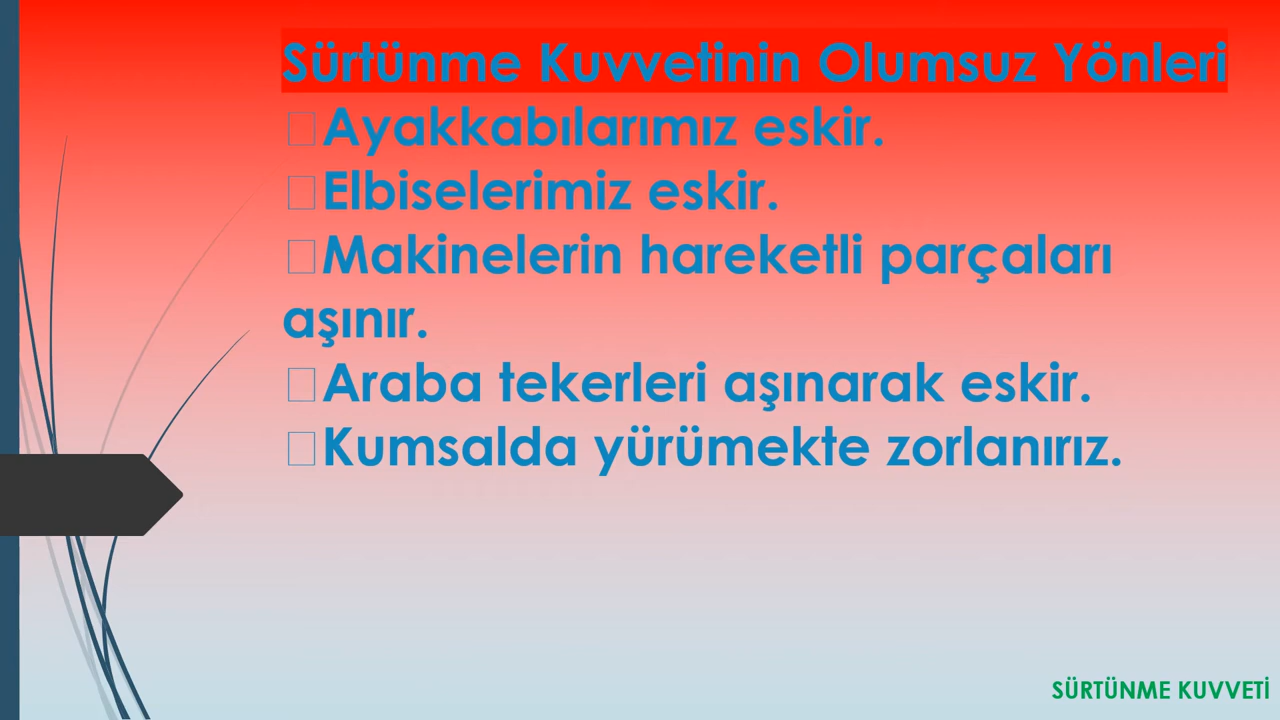 Sürtünme Kuvvetinin Olumsuz Yönleri
Ayakkabılarımız eskir.
Elbiselerimiz eskir.
Makinelerin hareketli parçaları
aşınır.
Araba tekerleri aşınarak eskir.
Kumsalda yürümekte zorlanırız.
SÜRTÜNME KUVVETİ